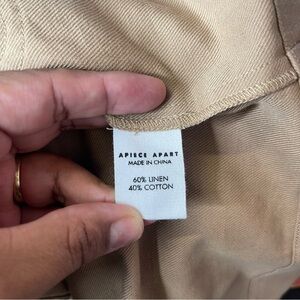 APIECE APART
MADE IN CHINA
60% LINEN
40% COTTON